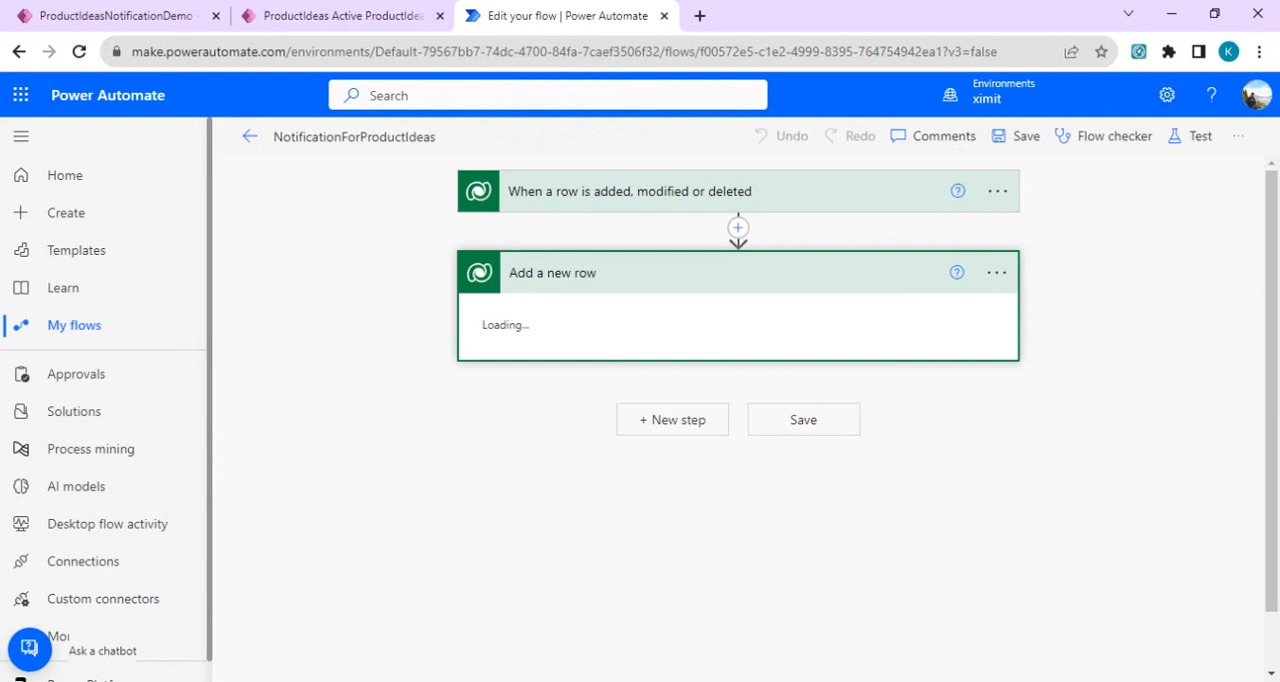 ProductIdeasNotificationDemo -
ProductIdeas Active ProductIde
Edit your flow | Power Automate
make.powerautomate.com/environments/Default-79567bb7-74dc-4700-84fa-7caef3506f32/flows/f00572e5-c1e2-4999-8395-764754942ea1?v3=false
K
Power Automate
Search
Environments
ximit
NotificationForProductIdeas
Undo
Redo
Comments
Save
Flow checker
Test
Home
Create
Templates
Learn
My flows
Approvals
Solutions
Process mining
AI models
Desktop flow activity
Connections
Custom connectors
Ask a chatbot
When a row is added, modified or deleted
Add a new row
Loading...
+ New step
Save